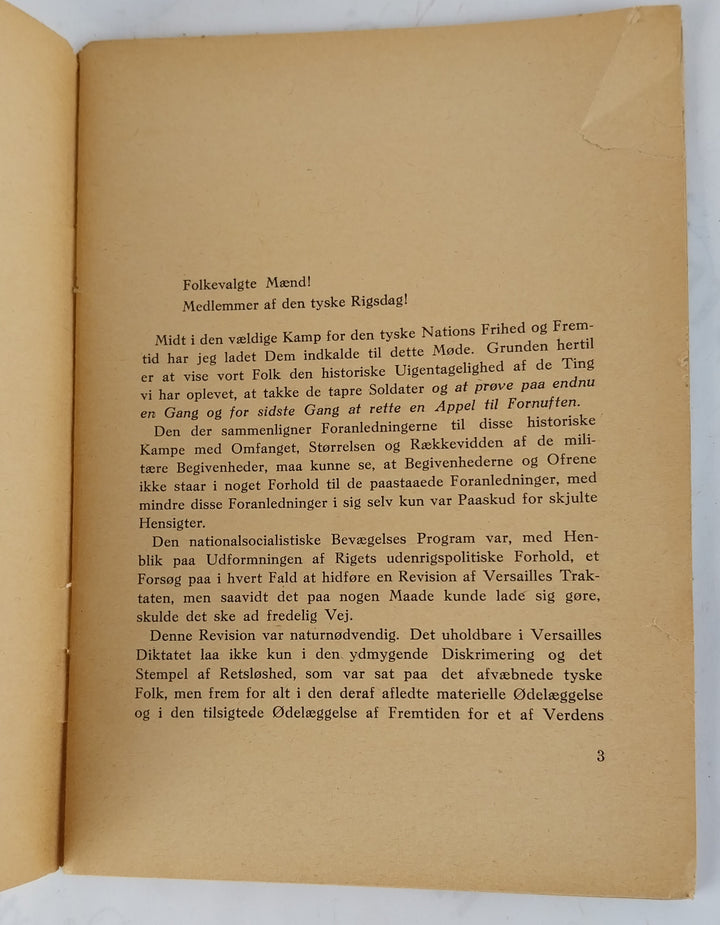 Folkevalgte Mænd!
Medlemmer af den tyske Rigsdag!
Midt i den vældige Kamp for den tyske Nations Frihed og Frem-
tid har jeg ladet Dem indkalde til dette Møde. Grunden hertil
er at vise vort Folk den historiske Uigentagelighed af de Ting
vi har oplevet, at takke de tapre Soldater og at prøve paa endnu
en Gang og for sidste Gang at rette en Appel til Fornuften.
Den der sammenligner Foranledningerne til disse historiske
Kampe med Omfanget, Størrelsen og Rækkevidden af de mili-
tære Begivenheder, maa kunne se, at Begivenhederne og Ofrene
ikke staar i noget Forhold til de paastaaede Foranledninger, med
mindre disse Foranledninger i sig selv kun var Paaskud for skjulte
Hensigter.
Den nationalsocialistiske Bevægelses Program var, med Hen-
blik paa Udformningen af Rigets udenrigspolitiske Forhold, et
Forsøg paa i hvert Fald at hidføre en Revision af Versailles Trak-
taten, men saavidt det paa nogen Maade kunde lade sig gøre,
skulde det ske ad fredelig Vej.
Denne Revision var naturnødvendig. Det uholdbare i Versailles
Diktatet laa ikke kun i den ydmygende Diskrimering og det
Stempel af Retsløshed, som var sat paa det afvæbnede tyske
Folk, men frem for alt i den deraf afledte materielle Ødelæggelse
og i den tilsigtede Ødelæggelse af Fremtiden for et af Verdens
3